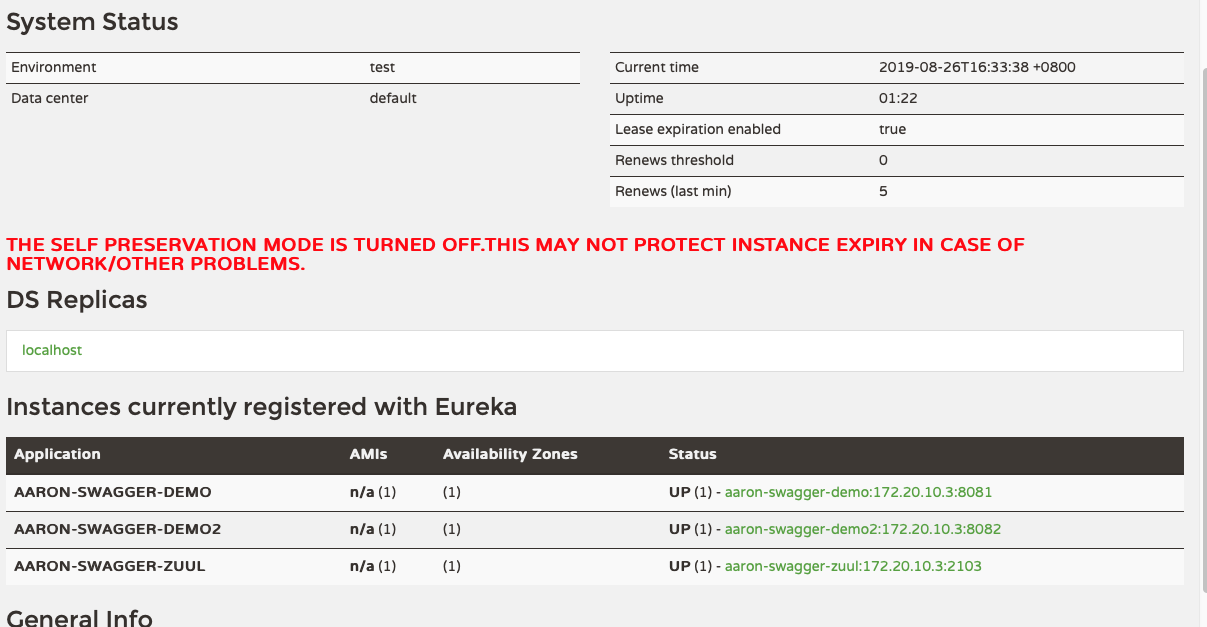 System Status
Environment test
Data center default
Current time 2019-08-26T16:33:38 +0800
Uptime 01:22
Lease expiration enabled true
Renews threshold 0
Renews (last min) 5
THE SELF PRESERVATION MODE IS TURNED OFF.THIS MAY NOT PROTECT INSTANCE EXPIRY IN CASE OF
NETWORK/OTHER PROBLEMS.
DS Replicas
localhost
Instances currently registered with Eureka
Application AMIs Availability Zones Status
AARON-SWAGGER-DEMO n/a (1) (1) UP (1) - aaron-swagger-demo:172.20.10.3:8081
AARON-SWAGGER-DEMO2 n/a (1) (1) UP (1) - aaron-swagger-demo2:172.20.10.3:8082
AARON-SWAGGER-ZUUL n/a (1) (1) UP (1) - aaron-swagger-zuul:172.20.10.3:2103
General Info